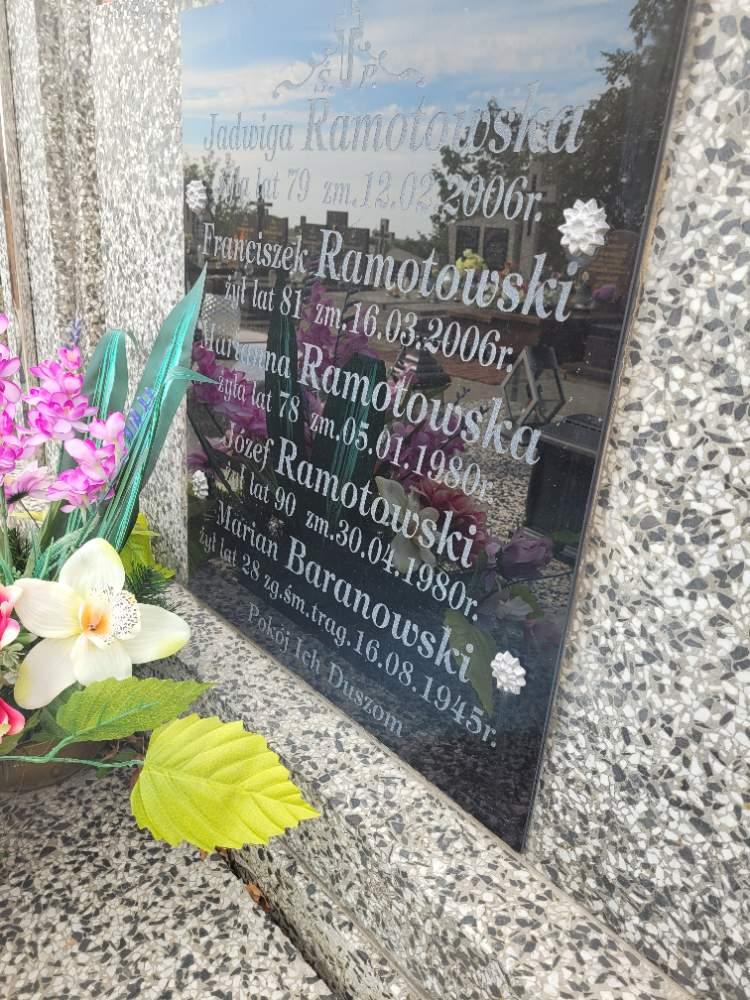 Ś. P.
Jadwiga Ramotowska
żyła lat 79 zm.12.02.2006r.
Franciszek Ramotowski
żył lat 81 zm.16.03.2006r.
Marianna Ramotowska
żyła lat 78 zm.05.01.1980r.
Józef Ramotowski
żył lat 90 zm.30.04.1980r.
Marian Baranowski
żył lat 28 zg.śm.trag.16.08.1945r.
Pokój Ich Duszom